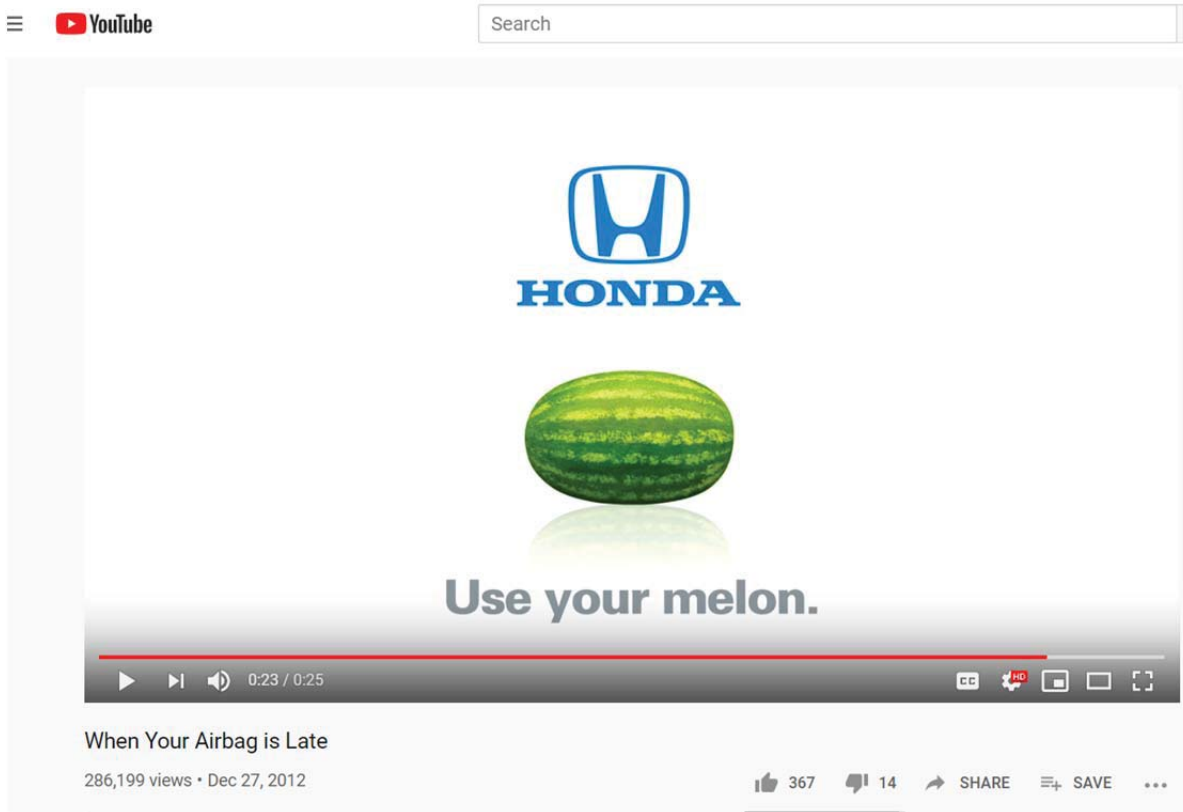 YouTube
Search
HONDA
Use your melon.
0:23 / 0:25
CC
HD
When Your Airbag is Late
286,199 views • Dec 27, 2012
367
14
SHARE
SAVE